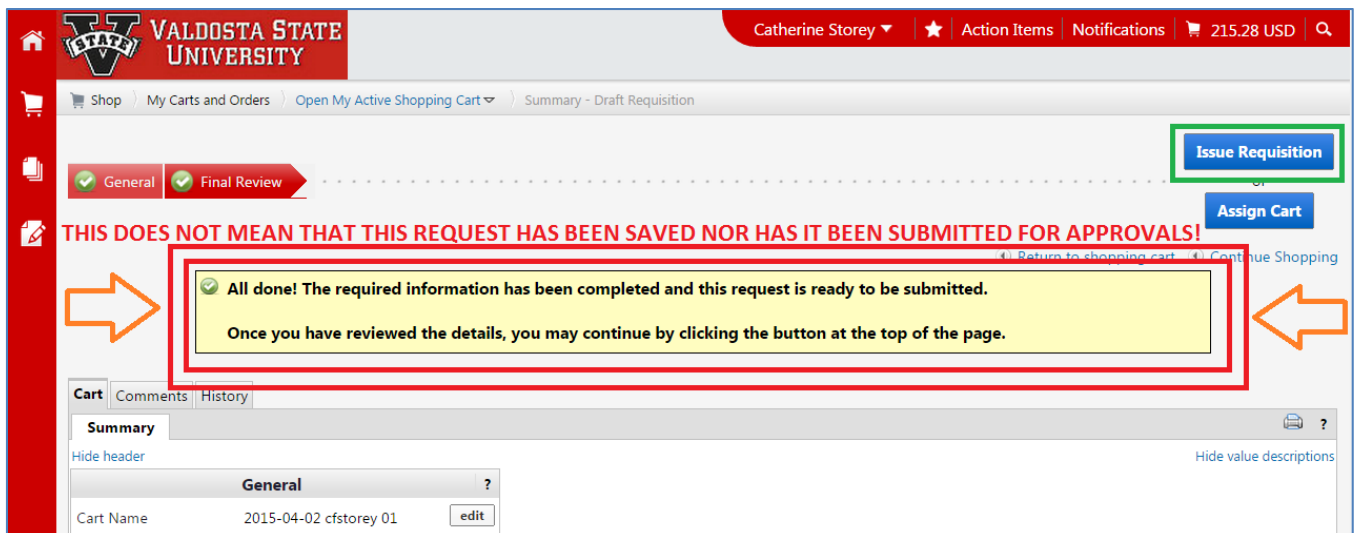 VALDOSTA STATE
UNIVERSITY
STATE
Catherine Storey Action Items Notifications 215.28 USD
Shop My Carts and Orders Open My Active Shopping Cart Summary - Draft Requisition
Issue Requisition
General Final Review
or
Assign Cart
THIS DOES NOT MEAN THAT THIS REQUEST HAS BEEN SAVED NOR HAS IT BEEN SUBMITTED FOR APPROVALS!
Return to shopping cart Continue Shopping
All done! The required information has been completed and this request is ready to be submitted.
Once you have reviewed the details, you may continue by clicking the button at the top of the page.
Cart Comments History
Summary ?
Hide header Hide value descriptions
General ?
Cart Name 2015-04-02 cfstorey 01 edit